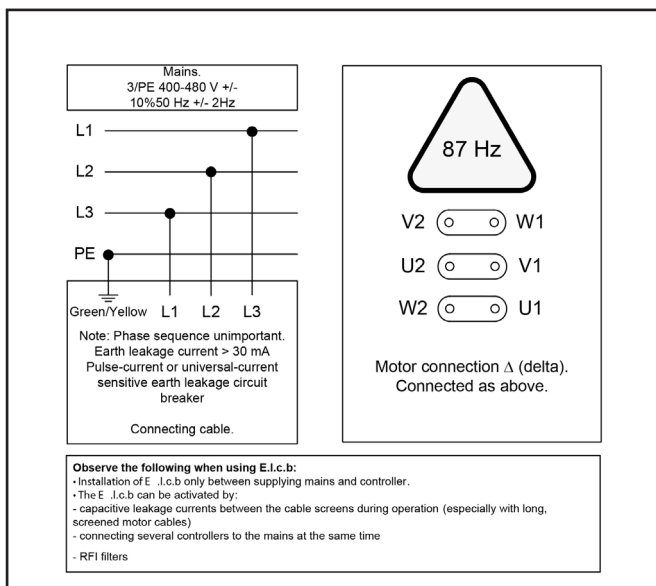 Mains.
3/PE 400-480 V +/-
10%50 Hz +/- 2Hz
L1
L2
L3
PE
Green/Yellow L1 L2 L3
Note: Phase sequence unimportant.
Earth leakage current > 30 mA
Pulse-current or universal-current
sensitive earth leakage circuit
breaker
Connecting cable.
87 Hz
V2 W1
U2 V1
W2 U1
Motor connection Δ (delta).
Connected as above.
Observe the following when using E.l.c.b:
• Installation of E .l.c.b only between supplying mains and controller.
• The E .l.c.b can be activated by:
- capacitive leakage currents between the cable screens during operation (especially with long,
screened motor cables)
- connecting several controllers to the mains at the same time
- RFI filters